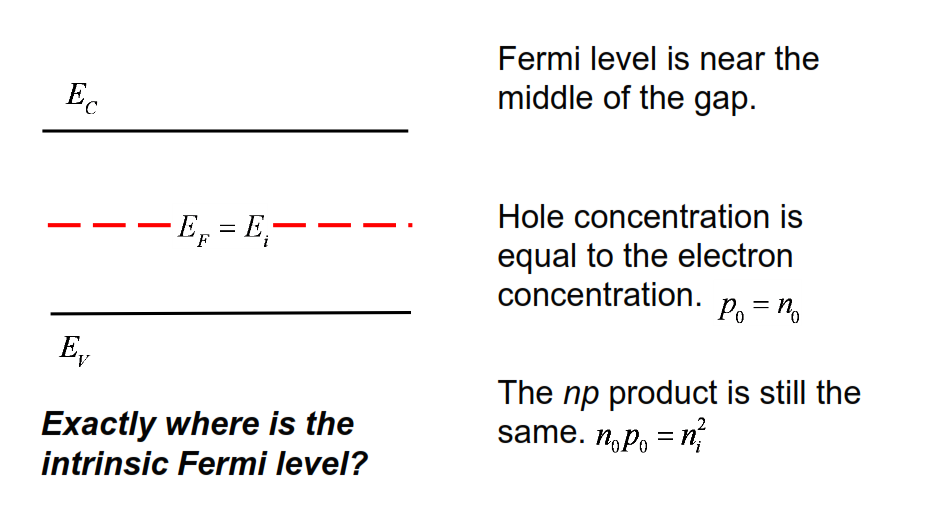 E_C
E_F = E_i
E_V
Exactly where is the
intrinsic Fermi level?
Fermi level is near the
middle of the gap.
Hole concentration is
equal to the electron
concentration. p_0 = n_0
The np product is still the
same. n_0p_0 = n_i^2